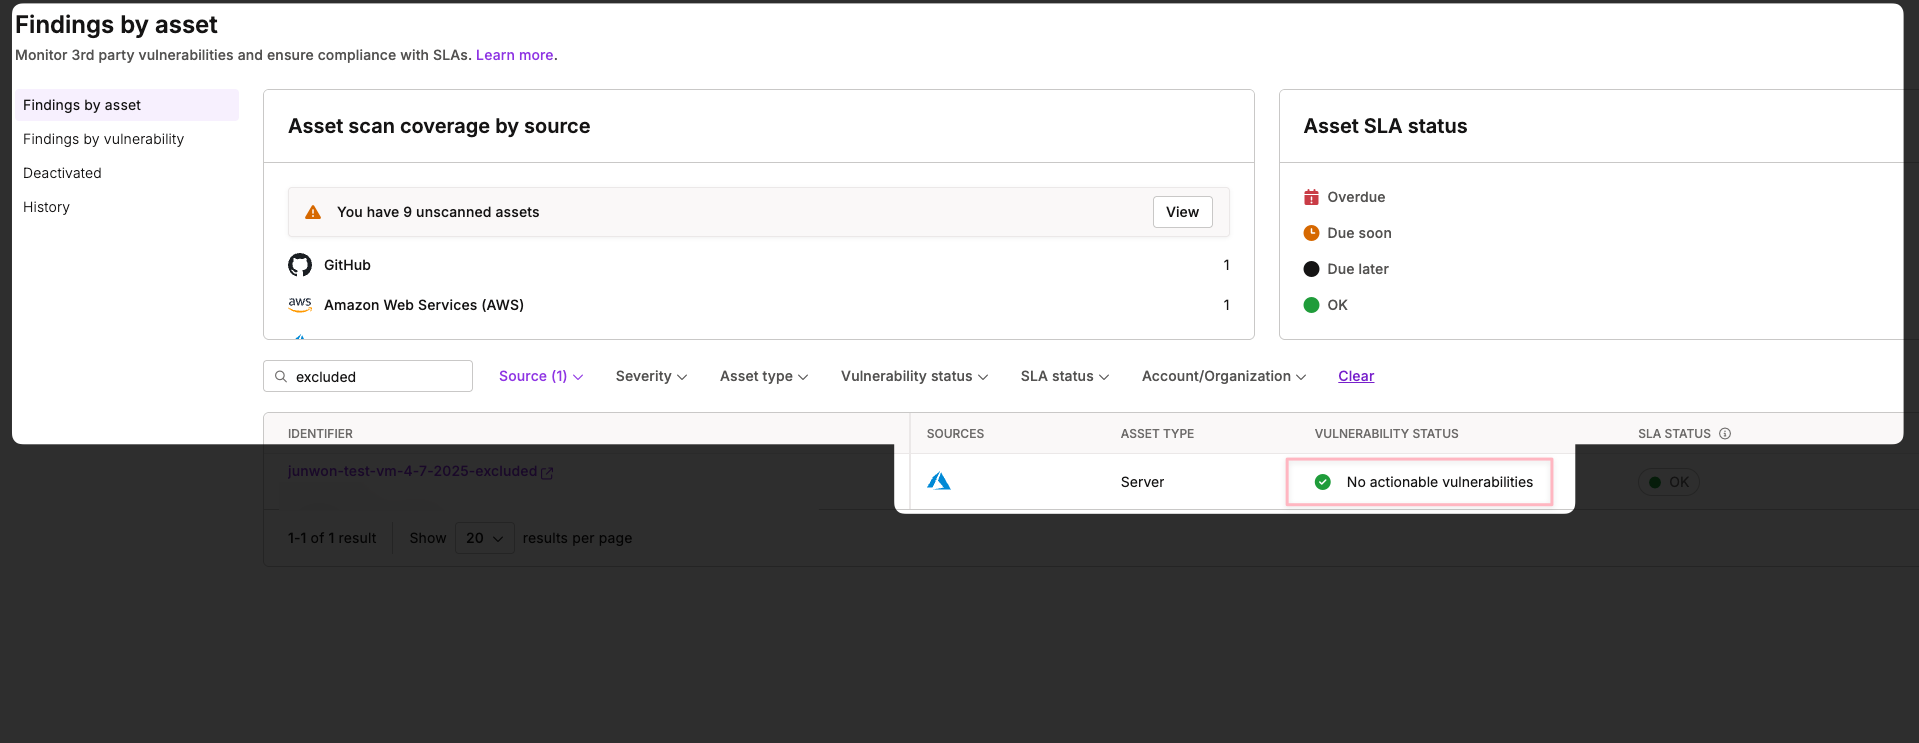 Findings by asset
Monitor 3rd party vulnerabilities and ensure compliance with SLAs. Learn more.
Findings by asset
Findings by vulnerability
Deactivated
History
Asset scan coverage by source
You have 9 unscanned assets
View
GitHub 1
aws Amazon Web Services (AWS) 1
Asset SLA status
Overdue
Due soon
Due later
OK
excluded Source (1) Severity Asset type Vulnerability status SLA status Account/Organization Clear
IDENTIFIER SOURCES ASSET TYPE VULNERABILITY STATUS SLA STATUS
junwon-test-vm-4-7-2025-excluded Server No actionable vulnerabilities OK
1-1 of 1 result Show 20 results per page